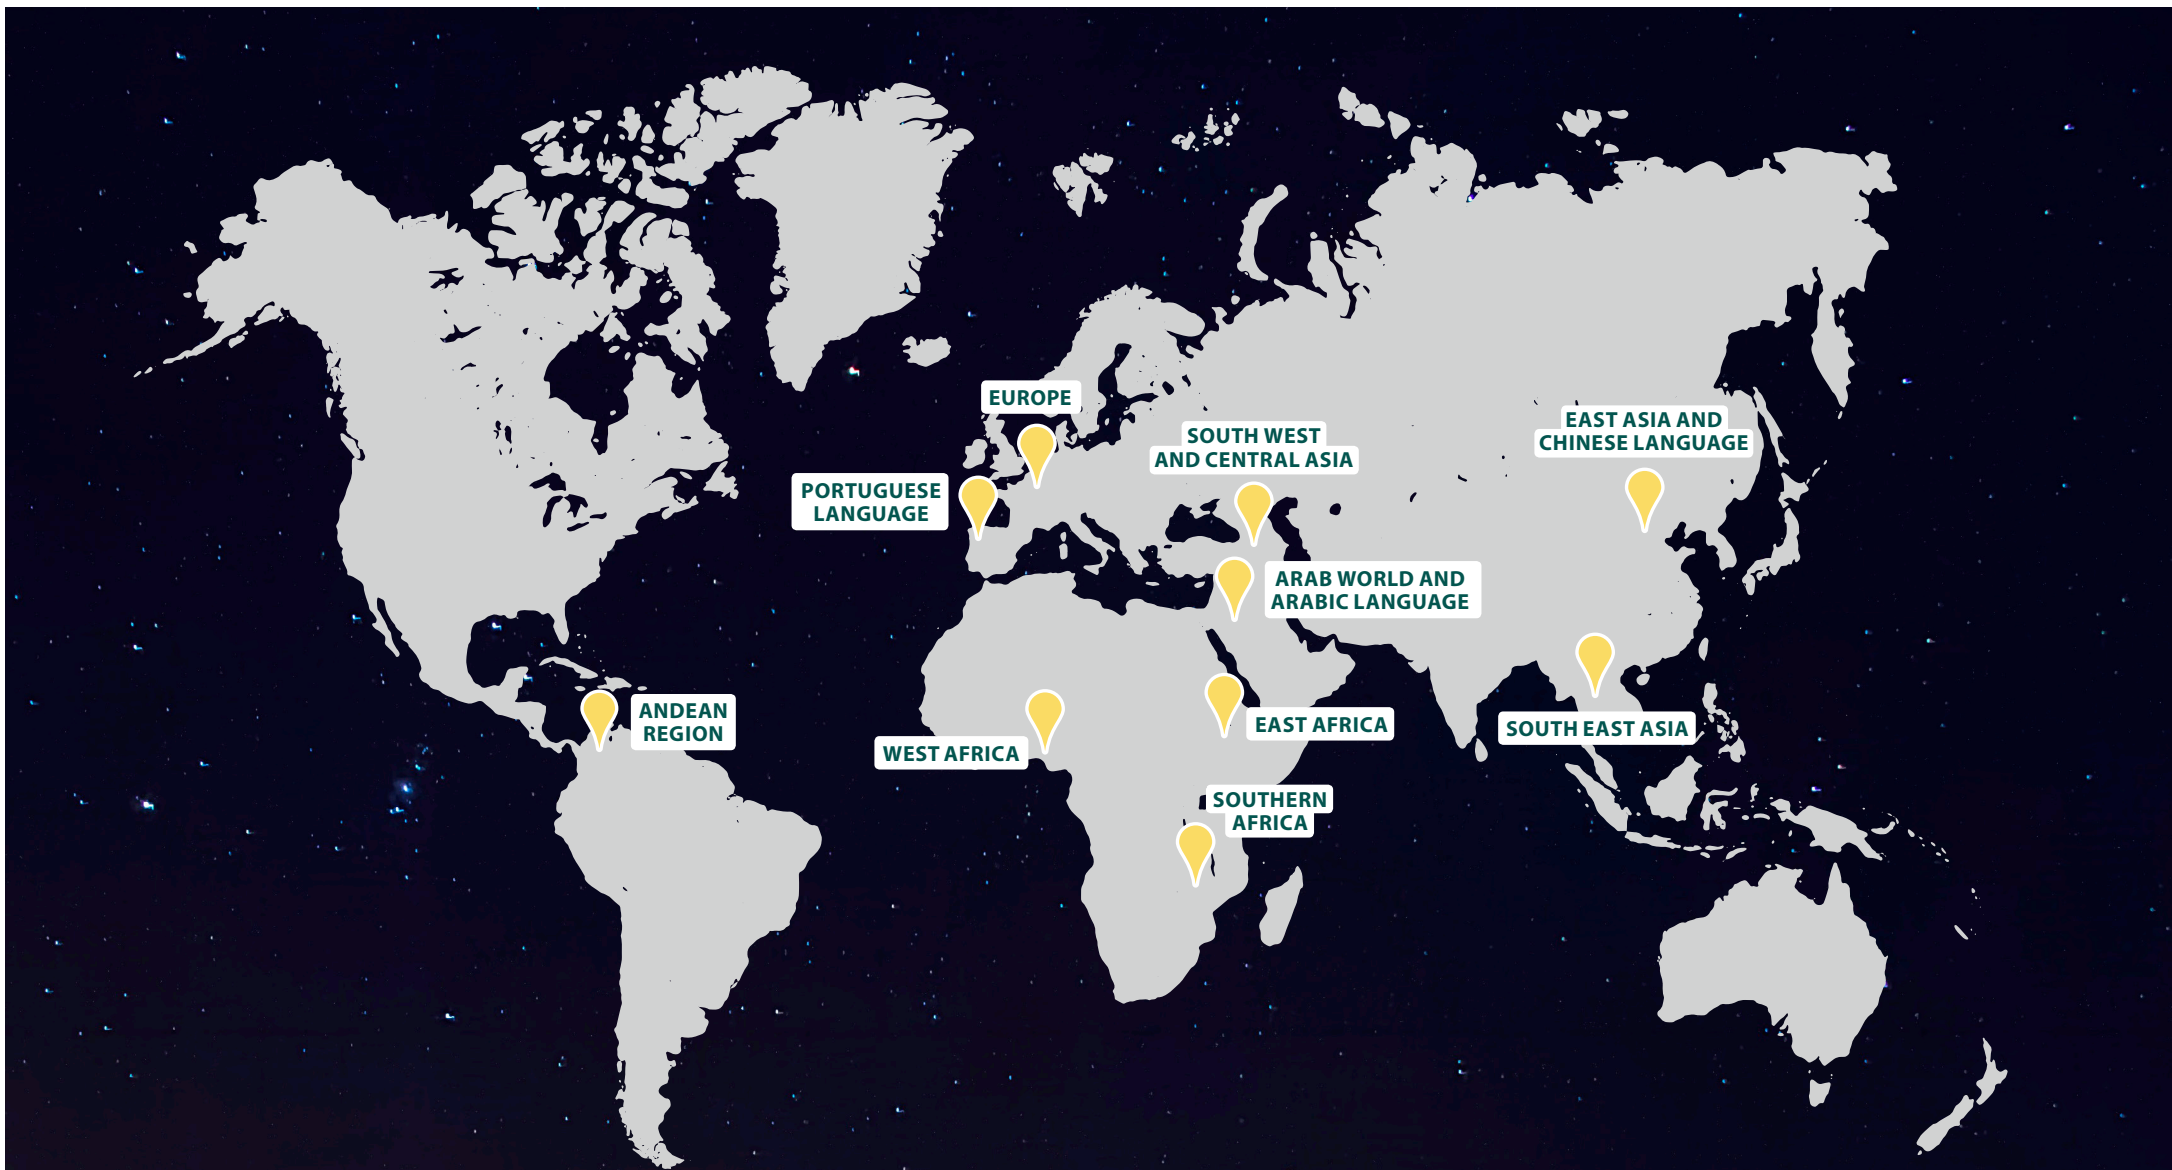 EUROPE
SOUTH WEST
AND CENTRAL ASIA
EAST ASIA AND
CHINESE LANGUAGE
PORTUGUESE
LANGUAGE
ARAB WORLD AND
ARABIC LANGUAGE
ANDEAN
REGION
WEST AFRICA
EAST AFRICA
SOUTH EAST ASIA
SOUTHERN
AFRICA